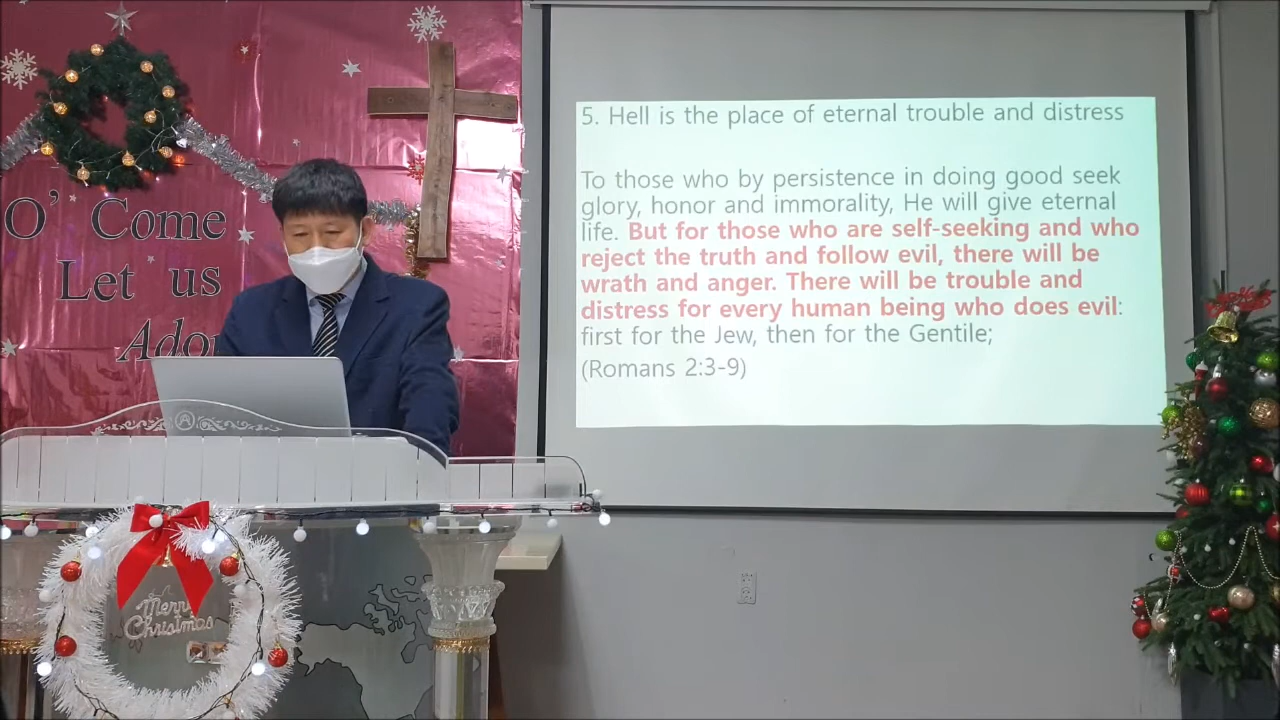 O' Come
Let us
Ador
5. Hell is the place of eternal trouble and distress
To those who by persistence in doing good seek
glory, honor and immorality, He will give eternal
life. But for those who are self-seeking and who
reject the truth and follow evil, there will be
wrath and anger. There will be trouble and
distress for every human being who does evil:
first for the Jew, then for the Gentile;
(Romans 2:3-9)
Merry
Christmas